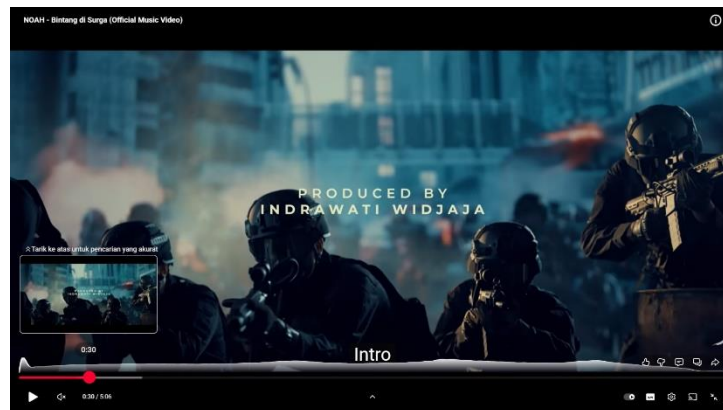 NOAH - Bintang di Surga (Official Music Video)
PRODUCED BY
INDRAWATI WIDJAJA
Tarik ke atas untuk pencarian yang akurat
0:30
Intro
0:30 / 5:06